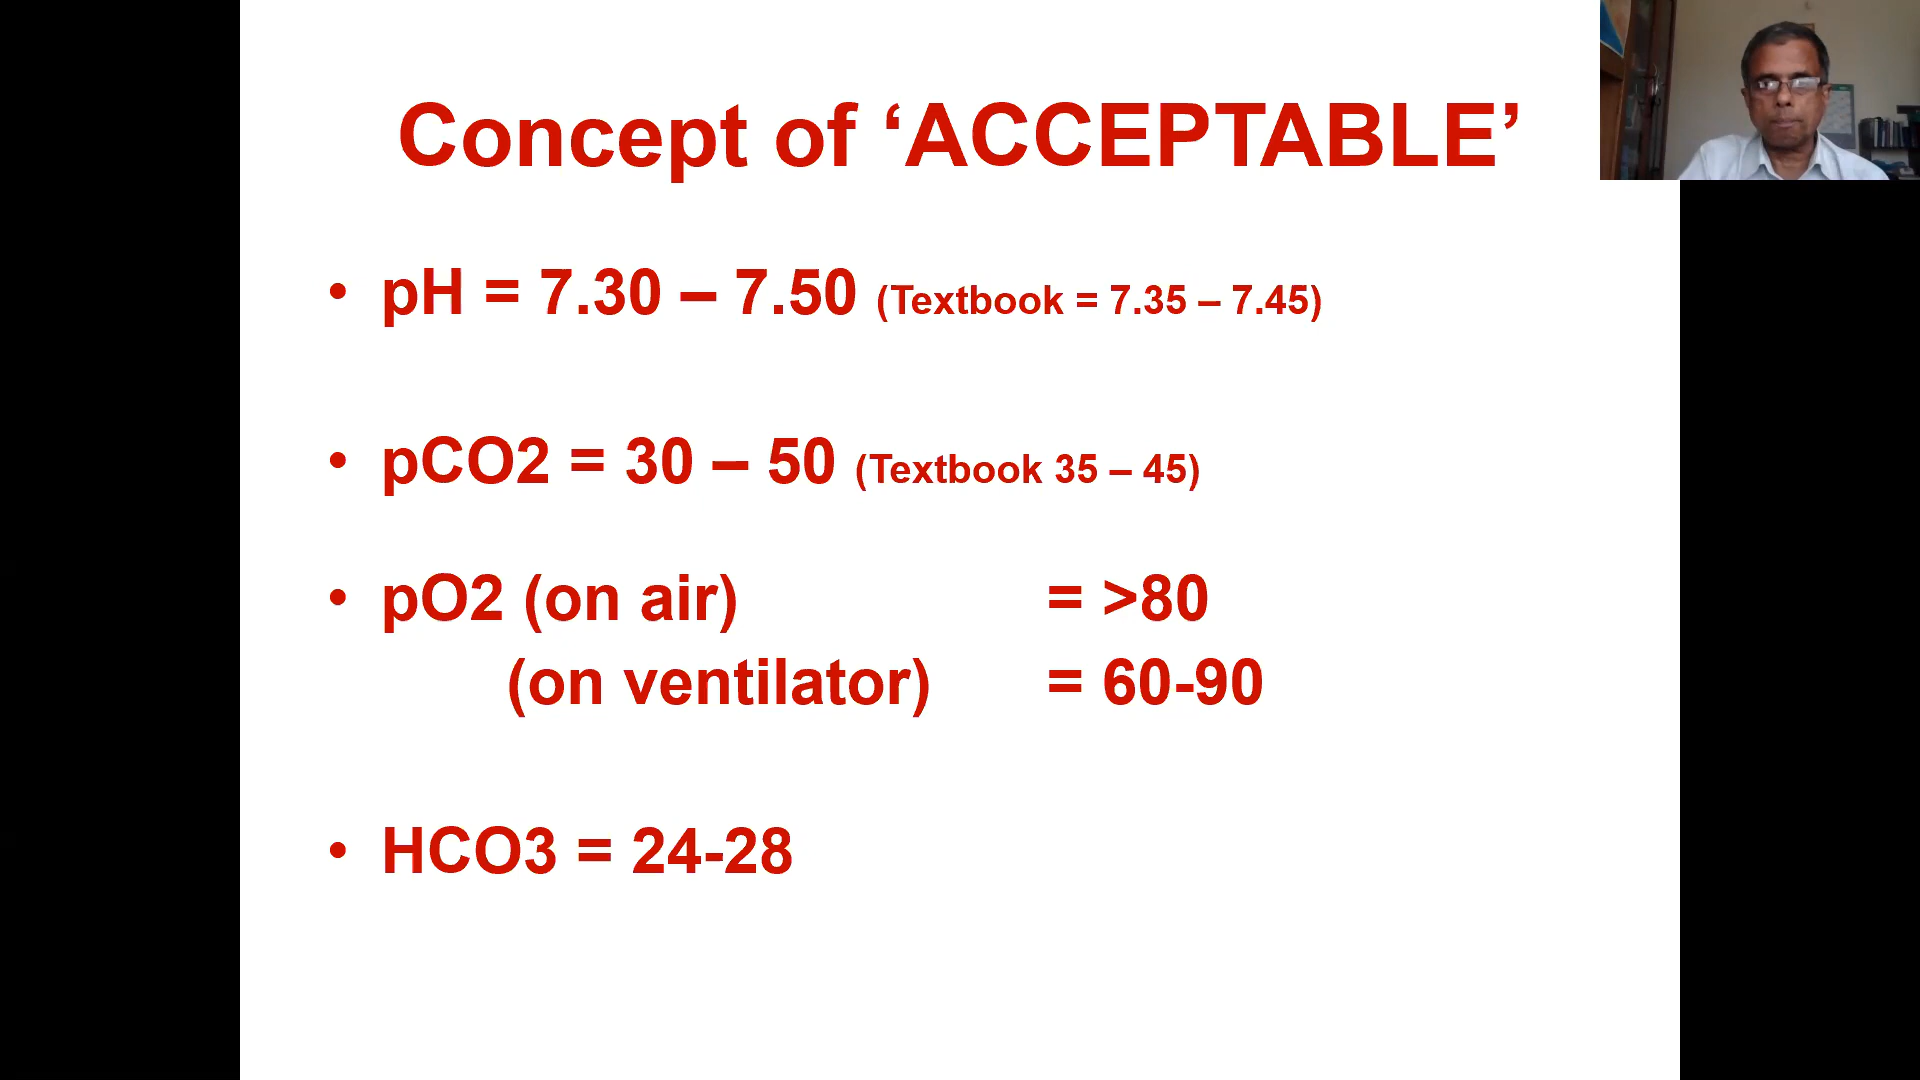 Concept of ‘ACCEPTABLE’
• pH = 7.30 – 7.50 (Textbook = 7.35 – 7.45)
• pCO2 = 30 – 50 (Textbook 35 – 45)
• pO2 (on air) = >80
(on ventilator) = 60-90
• HCO3 = 24-28